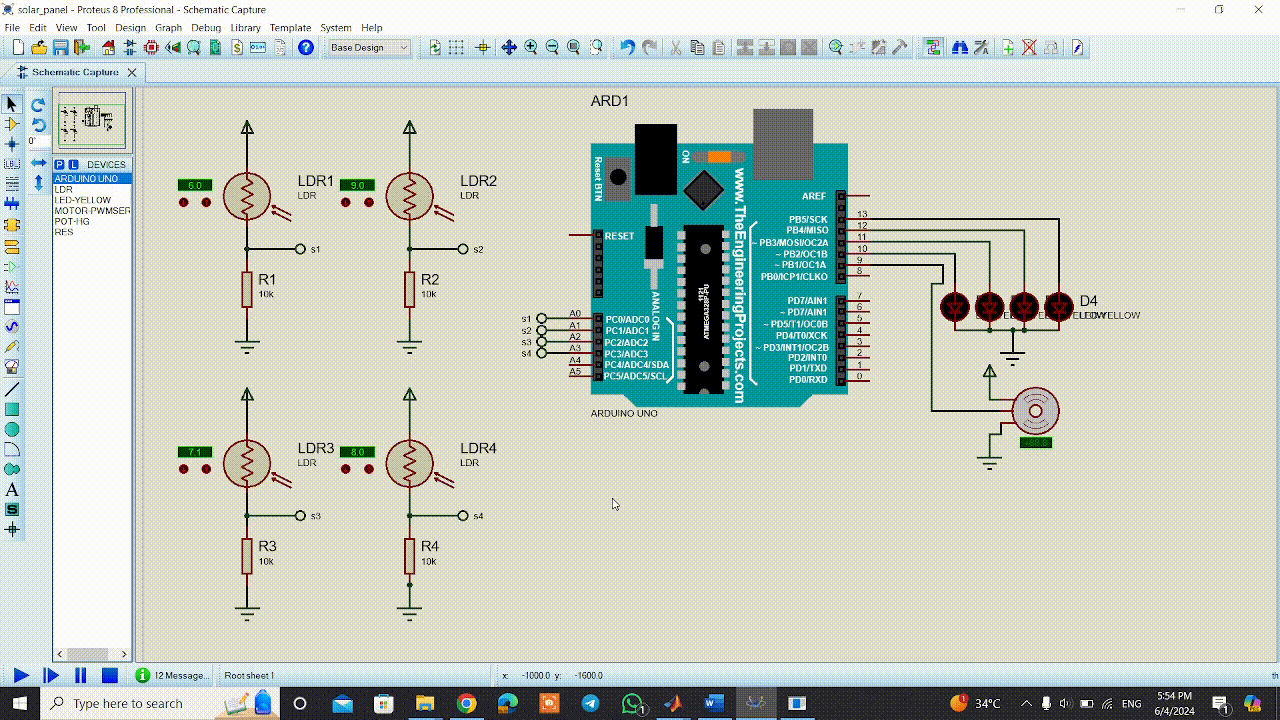 solar_panel - Proteus 8 Professional - Schematic Capture
File Edit View Tool Design Graph Debug Library Template System Help
Base Design
Schematic Capture
0°
P L DEVICES
ARDUINO UNO
LDR
LED-YELLOW
MOTOR-PWMSER
POT-HG
RES
LBL
A
S
LDR1
LDR
6.0
s1
R1
10k
LDR2
LDR
9.0
s2
R2
10k
LDR3
LDR
7.1
s3
R3
10k
LDR4
LDR
8.0
s4
R4
10k
ARD1
Reset BTN
ON
www.TheEngineeringProjects.com
ANALOG IN
1121
ATMEGA328P-PU
RESET
s1 A0 PC0/ADC0
s2 A1 PC1/ADC1
s3 A2 PC2/ADC2
s4 A3 PC3/ADC3
A4 PC4/ADC4/SDA
A5 PC5/ADC5/SCL
AREF
PB5/SCK 13
PB4/MISO 12
~ PB3/MOSI/OC2A 11
~ PB2/OC1B 10
~ PB1/OC1A 9
PB0/ICP1/CLKO 8
PD7/AIN1 7
~ PD7/AIN1 6
~ PD5/T1/OC0B 5
PD4/T0/XCK 4
~ PD3/INT1/OC2B 3
PD2/INT0 2
PD1/TXD 1
PD0/RXD 0
ARDUINO UNO
D4
YELLOW
12 Message...
Root sheet 1
x: -1000.0 y: -1600.0
th
Type here to search
1
W
1
34°C
ENG
5:54 PM
6/4/2024
1